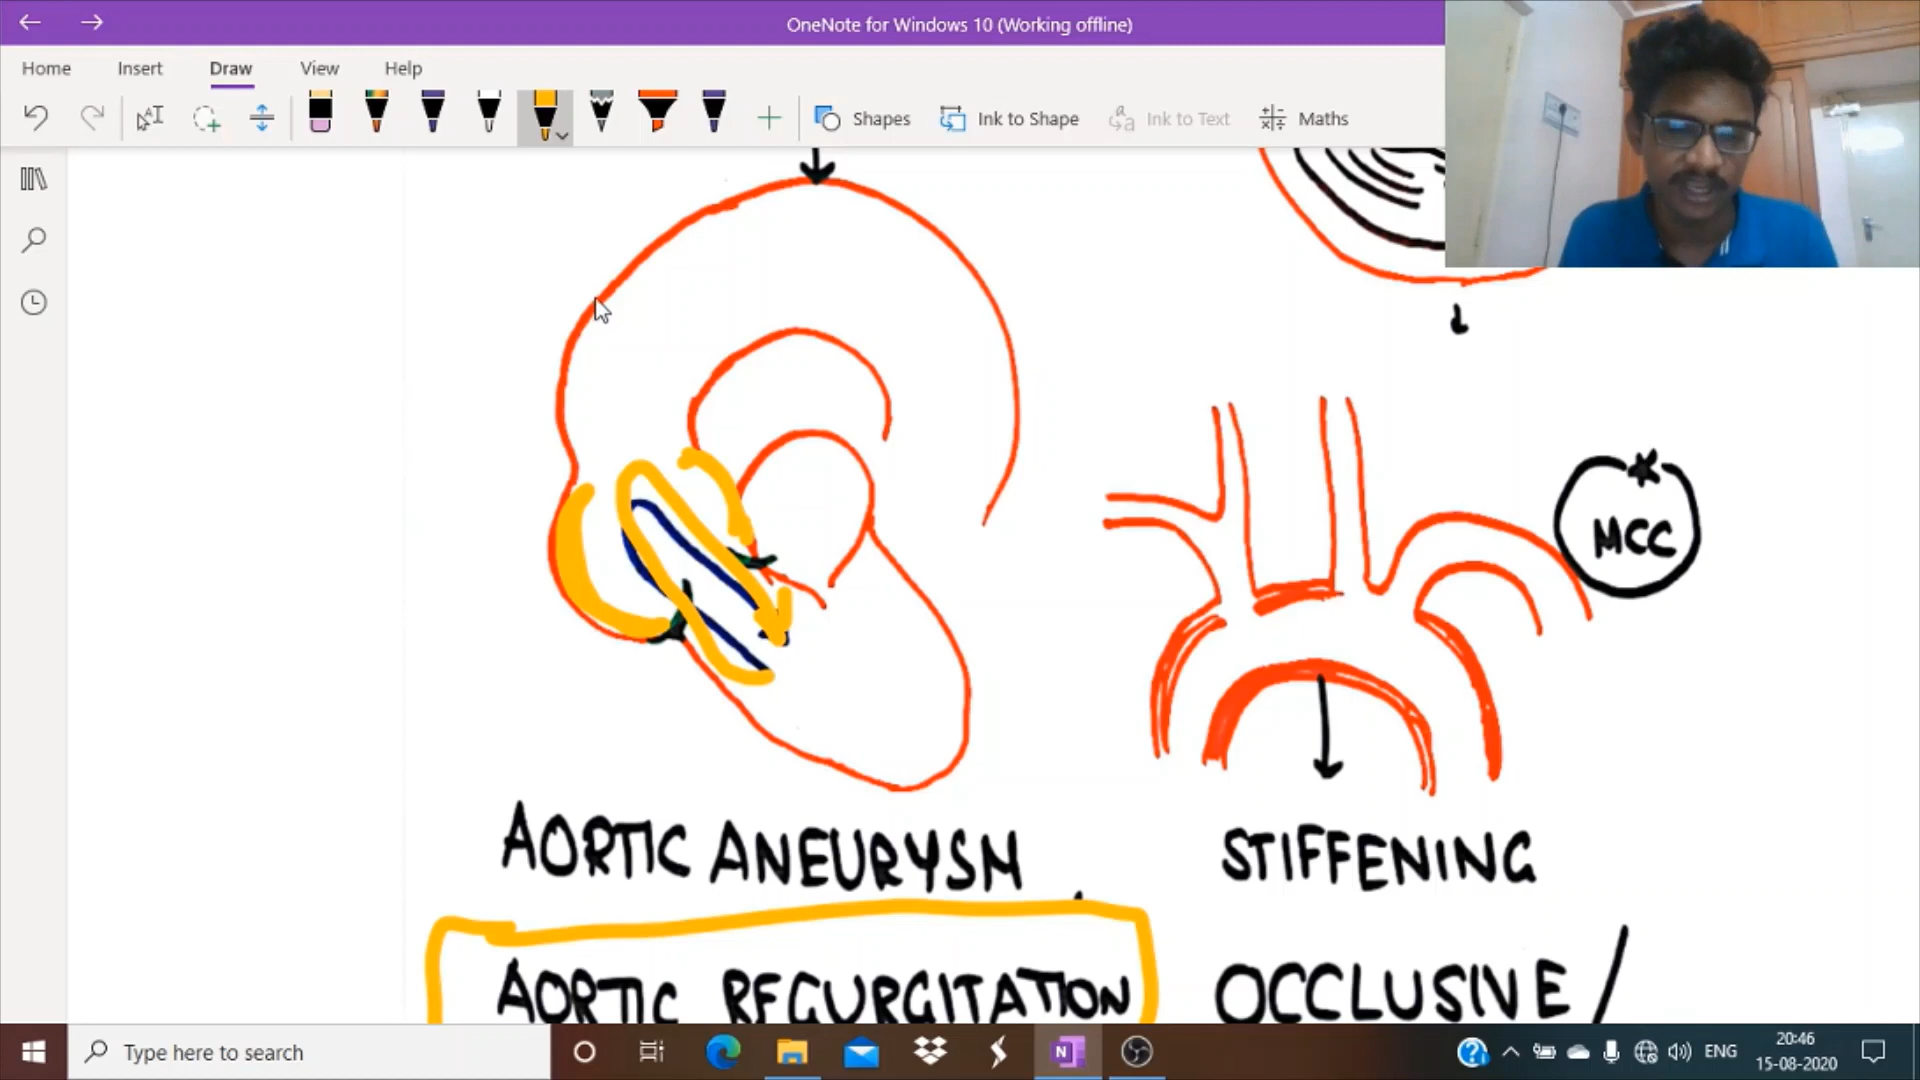 OneNote for Windows 10 (Working offline)
Home Insert Draw View Help
Shapes Ink to Shape Ink to Text Maths
MCC
AORTIC ANEURYSM
STIFFENING
AORTIC REGURGITATION
OCCLUSIVE /
Type here to search
ENG
20:46
15-08-2020